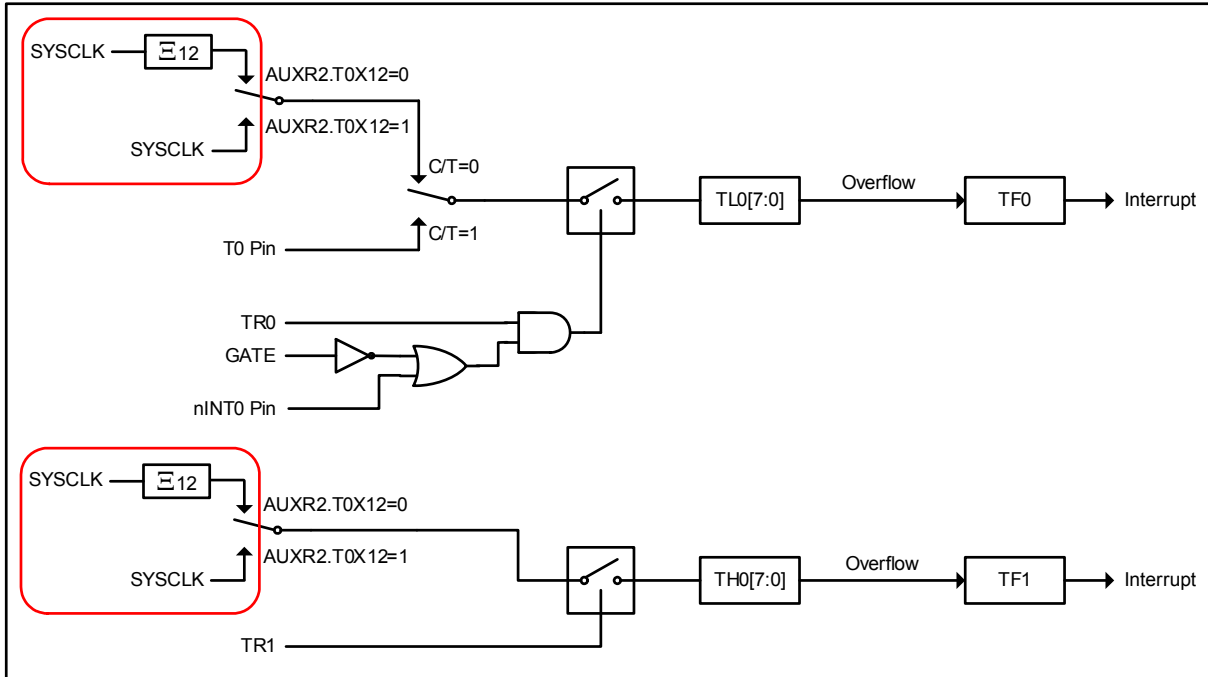 SYSCLK
Ξ12
AUXR2.T0X12=0
AUXR2.T0X12=1
SYSCLK
C/T=0
TL0[7:0]
Overflow
TF0
Interrupt
C/T=1
T0 Pin
TR0
GATE
nINT0 Pin
SYSCLK
Ξ12
AUXR2.T0X12=0
AUXR2.T0X12=1
SYSCLK
TH0[7:0]
Overflow
TF1
Interrupt
TR1